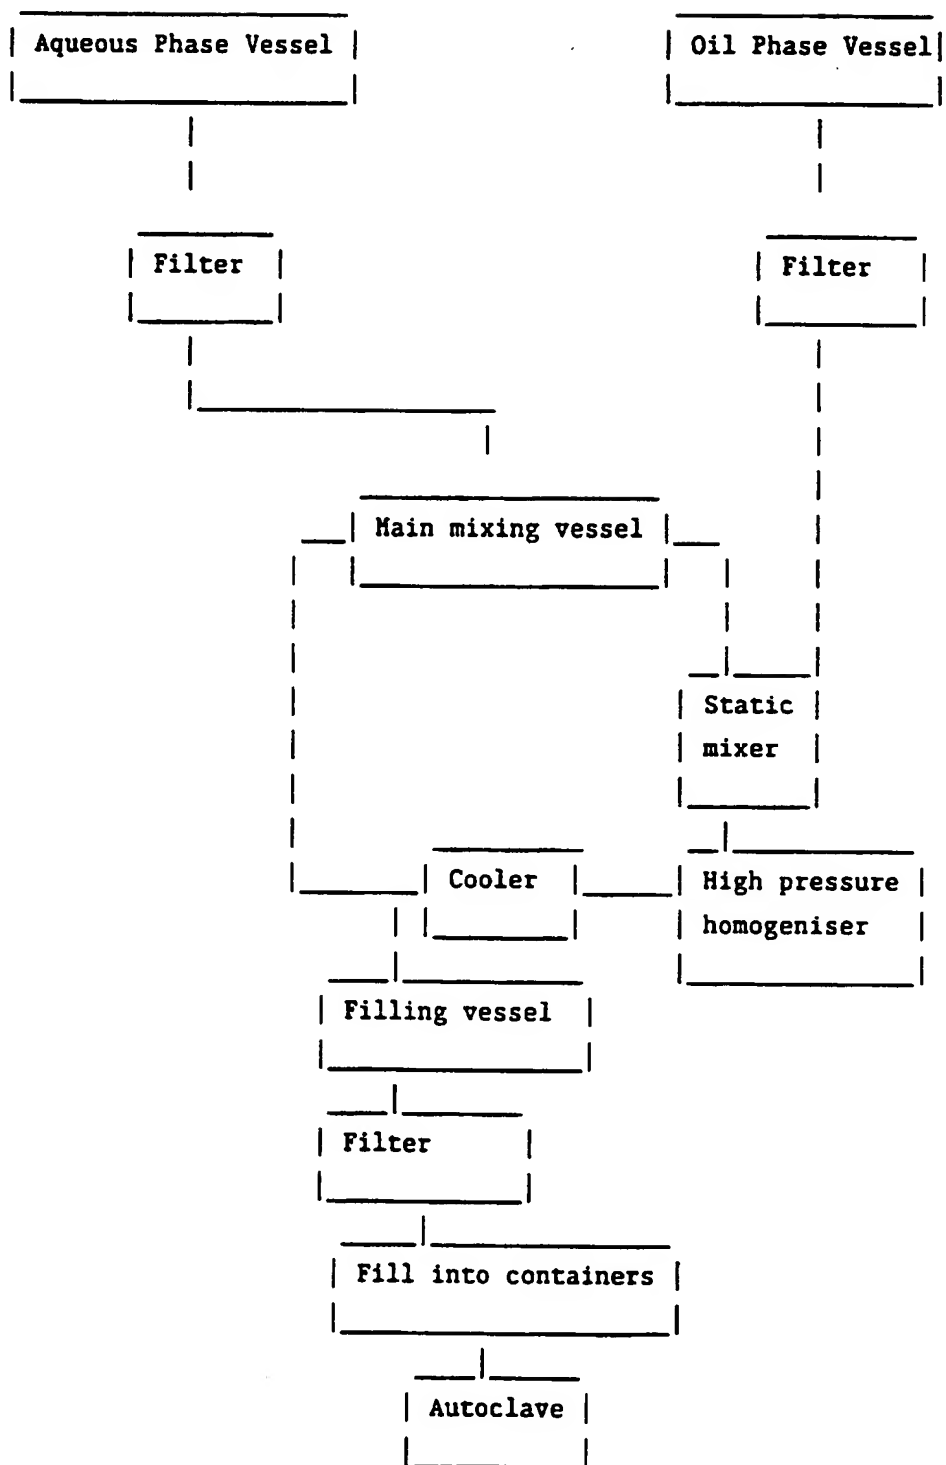 Aqueous Phase Vessel
Oil Phase Vessel
Filter
Filter
Main mixing vessel
Static
mixer
Cooler
High pressure
homogeniser
Filling vessel
Filter
Fill into containers
Autoclave